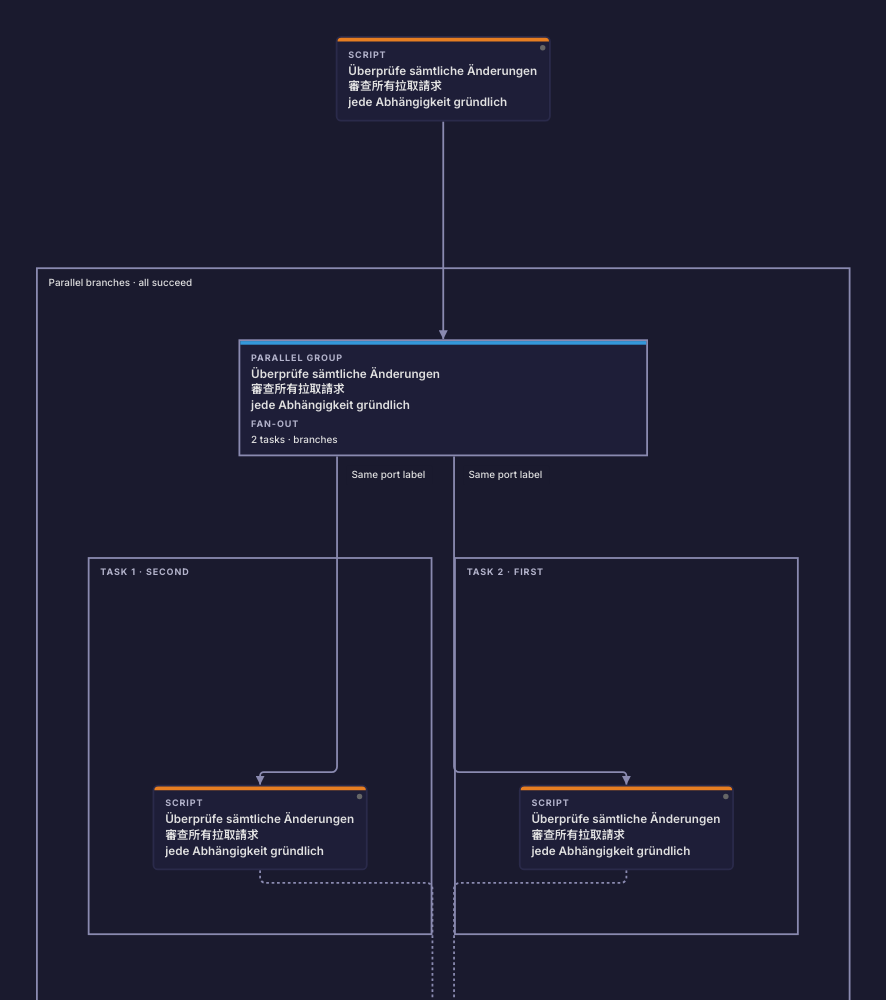 SCRIPT
Überprüfe sämtliche Änderungen
審查所有拉取請求
jede Abhängigkeit gründlich
Parallel branches · all succeed
PARALLEL GROUP
Überprüfe sämtliche Änderungen
審查所有拉取請求
jede Abhängigkeit gründlich
FAN-OUT
2 tasks · branches
Same port label
Same port label
TASK 1 · SECOND
TASK 2 · FIRST
SCRIPT
Überprüfe sämtliche Änderungen
審查所有拉取請求
jede Abhängigkeit gründlich
SCRIPT
Überprüfe sämtliche Änderungen
審查所有拉取請求
jede Abhängigkeit gründlich